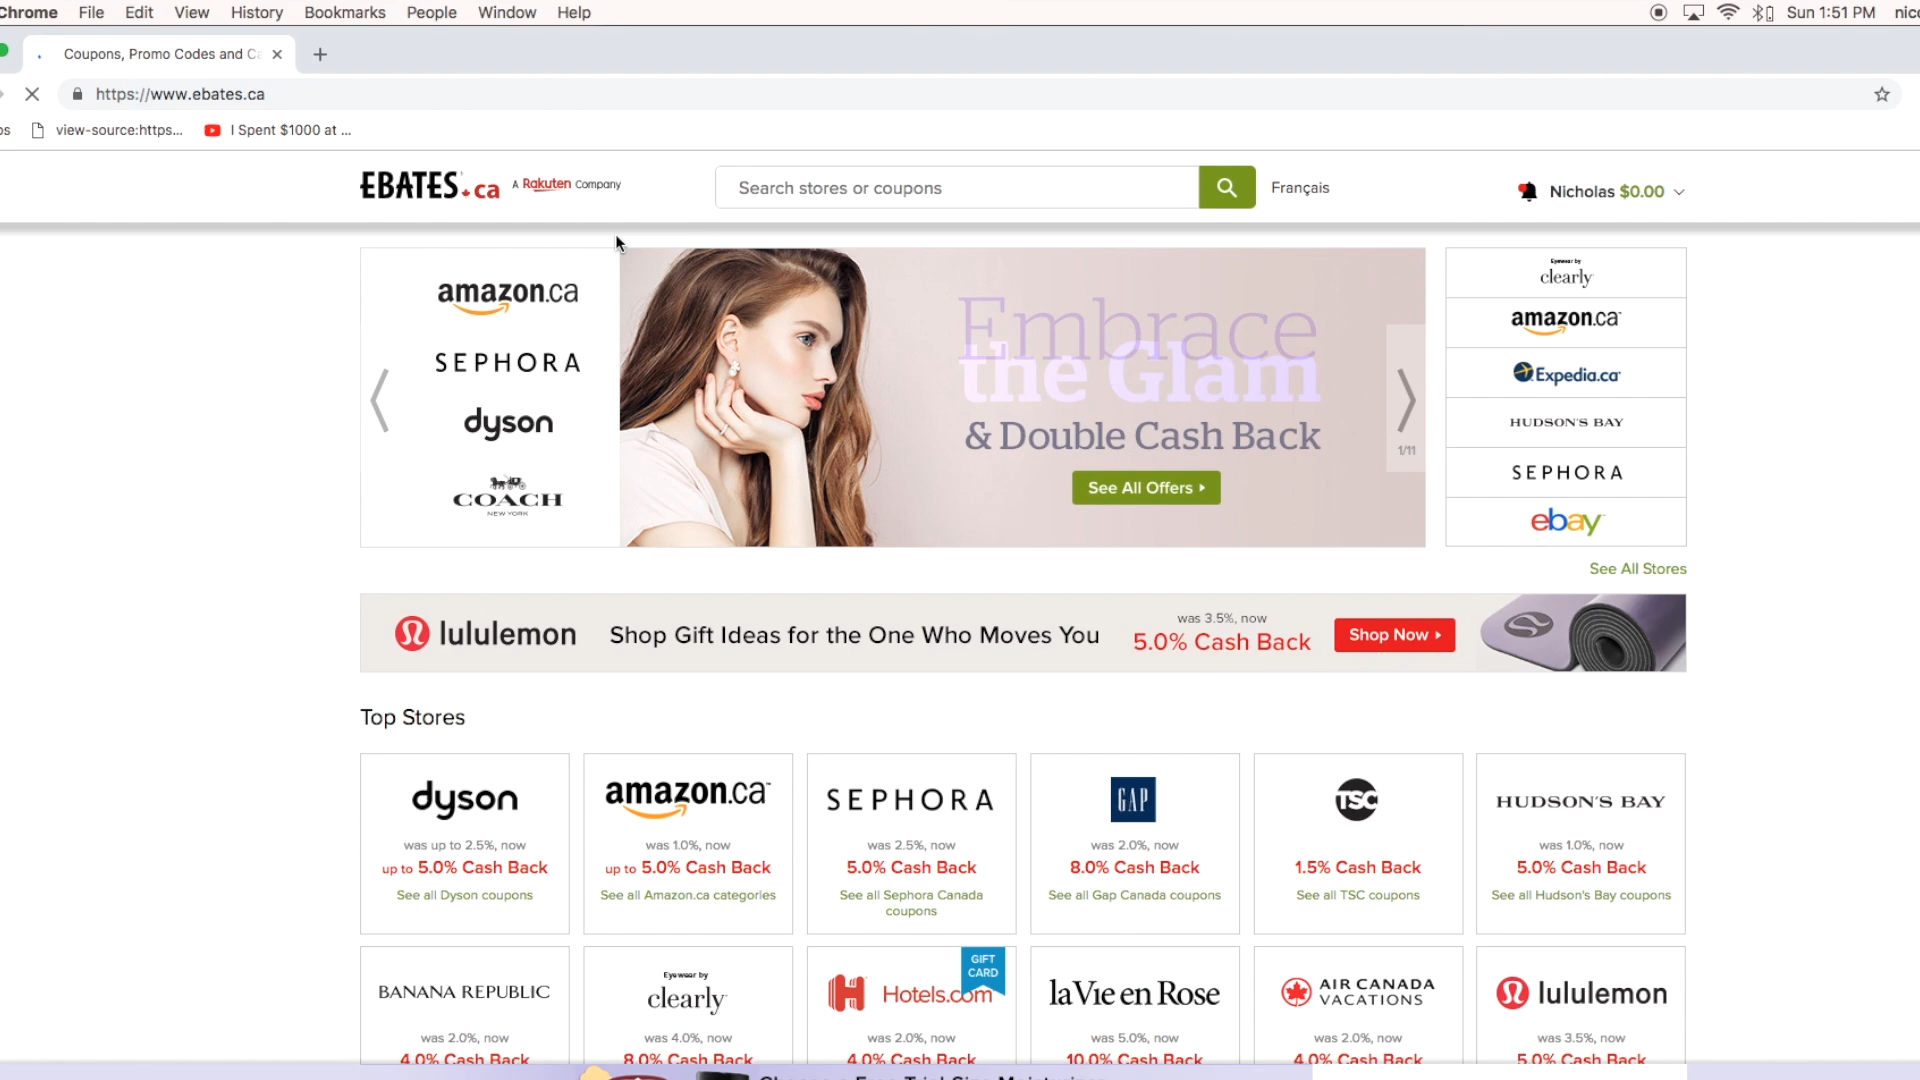 Chrome File Edit View History Bookmarks People Window Help
Sun 1:51 PM
Coupons, Promo Codes and
https://www.ebates.ca
view-source:https...
I Spent $1000 at ...
EBATES.ca
A Rakuten Company
Search stores or coupons
Français
Nicholas $0.00
amazon.ca
SEPHORA
dyson
COACH
NEW YORK
Embrace
the Glam
& Double Cash Back
See All Offers
1/11
Eyewear by
clearly
amazon.ca
Expedia.ca
HUDSON'S BAY
SEPHORA
ebay
See All Stores
lululemon
Shop Gift Ideas for the One Who Moves You
was 3.5%, now
5.0% Cash Back
Shop Now
Top Stores
dyson
was up to 2.5%, now
up to 5.0% Cash Back
See all Dyson coupons
amazon.ca
was 1.0%, now
up to 5.0% Cash Back
See all Amazon.ca categories
SEPHORA
was 2.5%, now
5.0% Cash Back
See all Sephora Canada
coupons
GAP
was 2.0%, now
8.0% Cash Back
See all Gap Canada coupons
TSC
1.5% Cash Back
See all TSC coupons
HUDSON'S BAY
was 1.0%, now
5.0% Cash Back
See all Hudson's Bay coupons
BANANA REPUBLIC
was 2.0%, now
4.0% Cash Back
Eyewear by
clearly
was 4.0%, now
8.0% Cash Back
GIFT
CARD
Hotels.com
was 2.0%, now
4.0% Cash Back
la Vie en Rose
was 5.0%, now
10.0% Cash Back
AIR CANADA
VACATIONS
was 2.0%, now
4.0% Cash Back
lululemon
was 3.5%, now
5.0% Cash Back